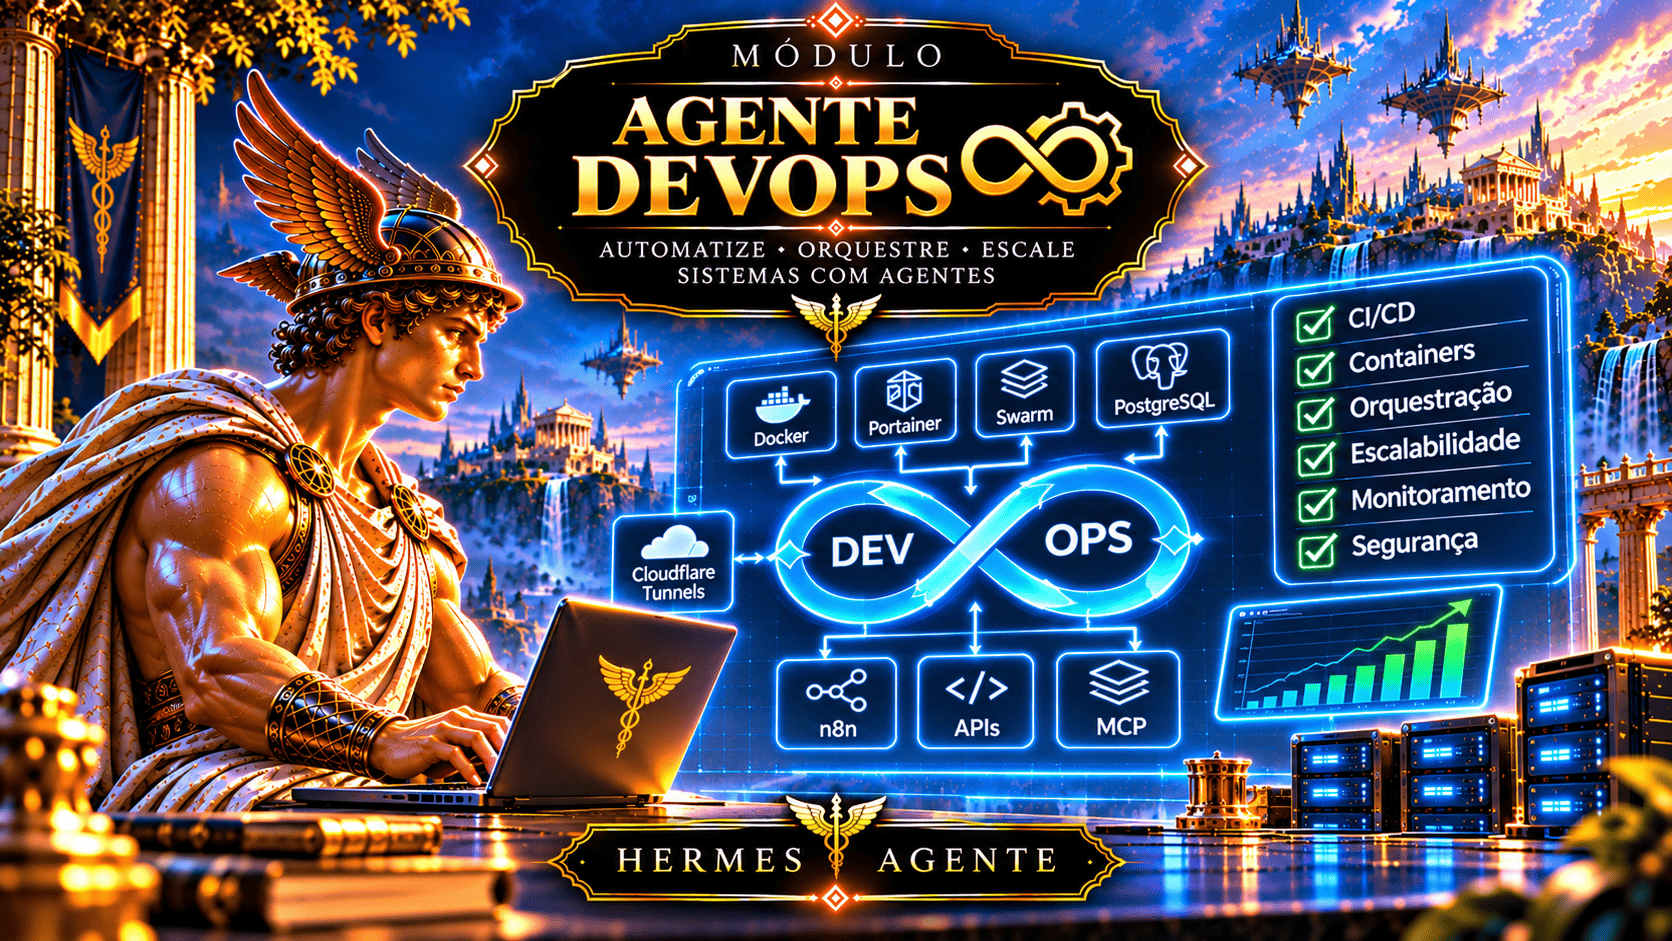 MÓDULO
AGENTE
DEVOPS
AUTOMATIZE • ORQUESTRE • ESCALE
SISTEMAS COM AGENTES
Docker
Portainer
Swarm
PostgreSQL
Cloudflare
Tunnels
DEV
OPS
n8n
APIs
MCP
CI/CD
Containers
Orquestração
Escalabilidade
Monitoramento
Segurança
HERMES AGENTE